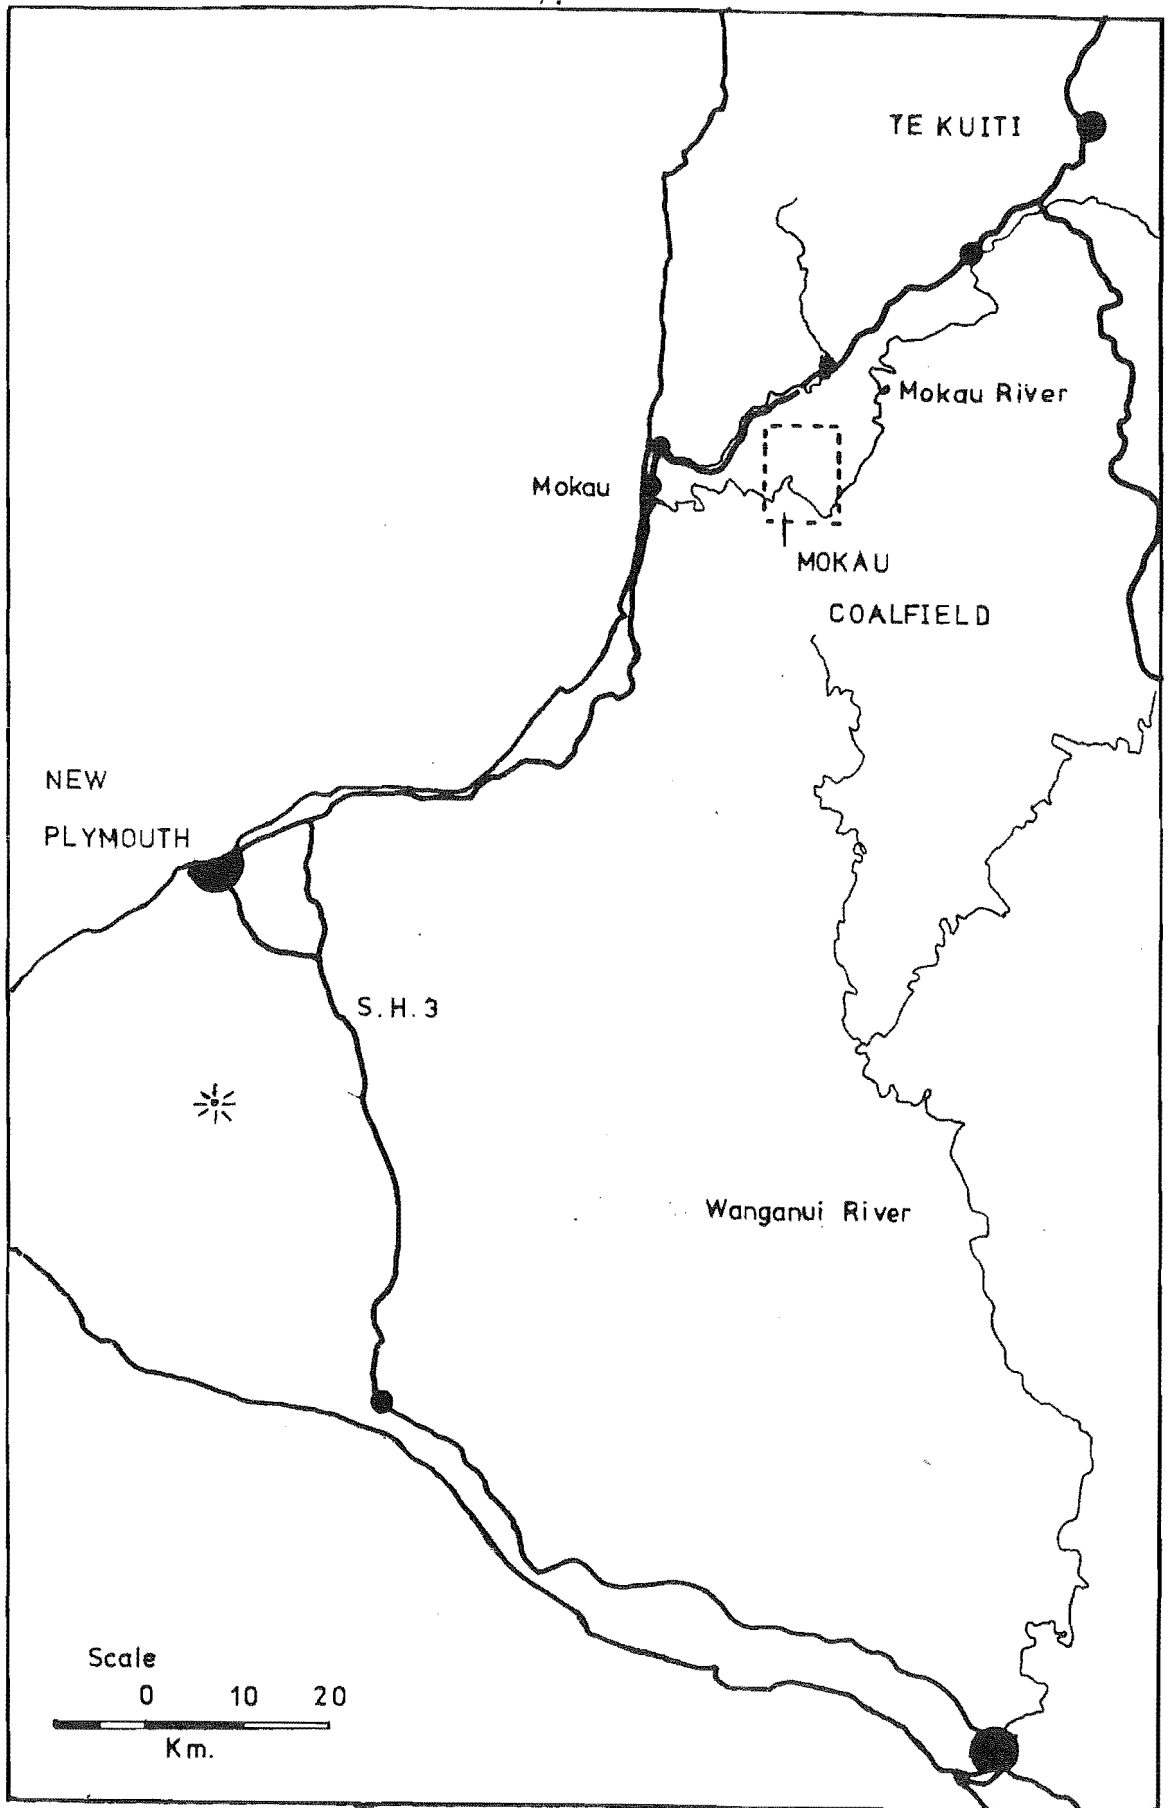 TE KUITI
Mokau River
Mokau
MOKAU
COALFIELD
NEW
PLYMOUTH
S.H.3
Wanganui River
Scale
0 10 20
Km.